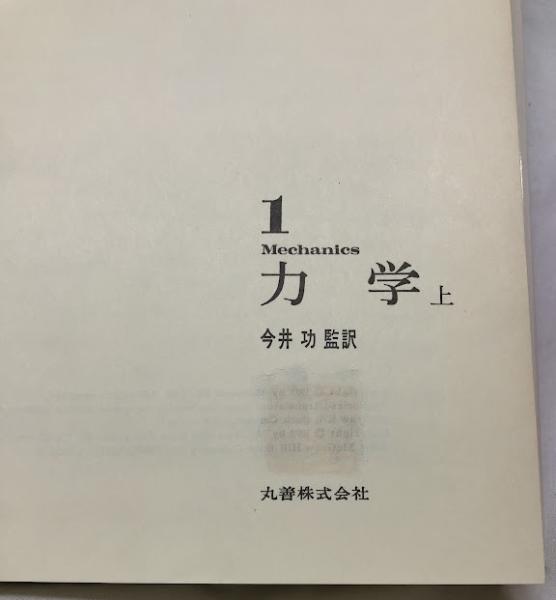 1
Mechanics
力 学 上
今井 功 監訳
丸善株式会社